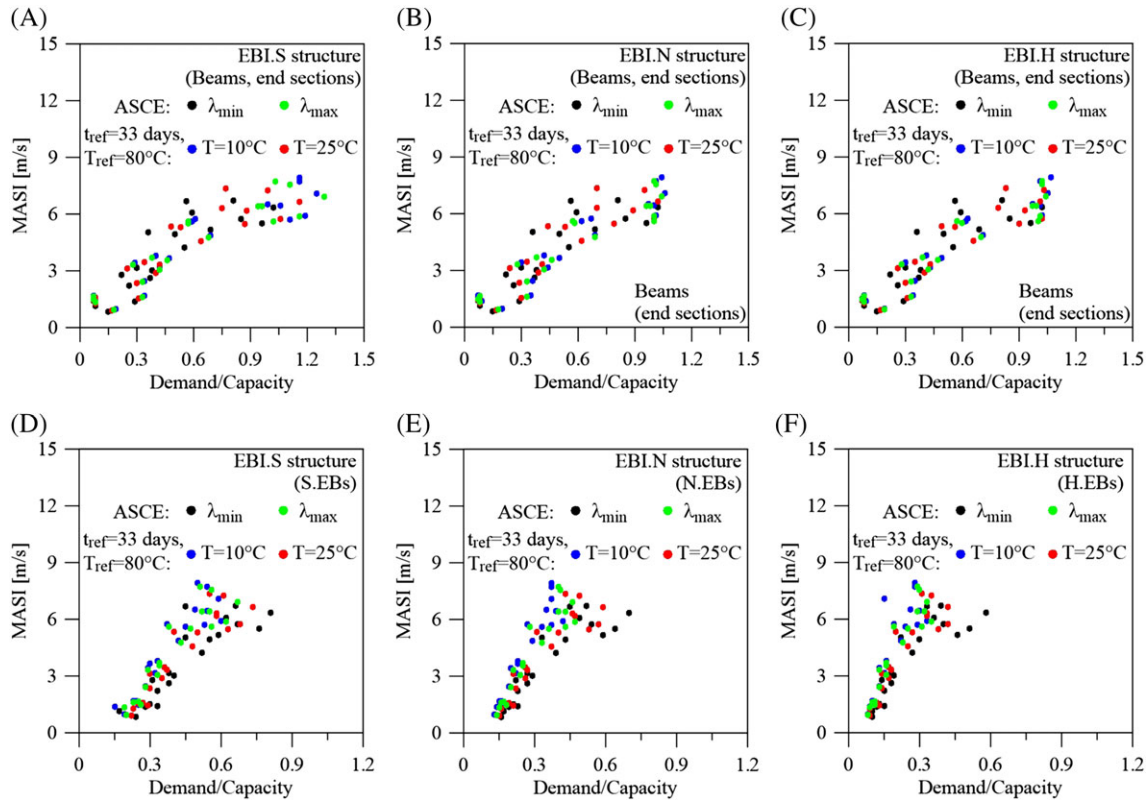 (A)
15
12
9
6
3
0
MASI [m/s]
EBI.S structure
(Beams, end sections)
ASCE: λmin λmax
tref=33 days,
Tref=80°C: T=10°C T=25°C
0 0.3 0.6 0.9 1.2 1.5
Demand/Capacity
(B)
15
12
9
6
3
0
MASI [m/s]
EBI.N structure
(Beams, end sections)
ASCE: λmin λmax
tref=33 days,
Tref=80°C: T=10°C T=25°C
Beams
(end sections)
0 0.3 0.6 0.9 1.2 1.5
Demand/Capacity
(C)
15
12
9
6
3
0
MASI [m/s]
EBI.H structure
(Beams, end sections)
ASCE: λmin λmax
tref=33 days,
Tref=80°C: T=10°C T=25°C
Beams
(end sections)
0 0.3 0.6 0.9 1.2 1.5
Demand/Capacity
(D)
15
12
9
6
3
0
MASI [m/s]
EBI.S structure
(S.EBs)
ASCE: λmin λmax
tref=33 days,
Tref=80°C: T=10°C T=25°C
0 0.3 0.6 0.9 1.2
Demand/Capacity
(E)
15
12
9
6
3
0
MASI [m/s]
EBI.N structure
(N.EBs)
ASCE: λmin λmax
tref=33 days,
Tref=80°C: T=10°C T=25°C
0 0.3 0.6 0.9 1.2
Demand/Capacity
(F)
15
12
9
6
3
0
MASI [m/s]
EBI.H structure
(H.EBs)
ASCE: λmin λmax
tref=33 days,
Tref=80°C: T=10°C T=25°C
0 0.3 0.6 0.9 1.2
Demand/Capacity